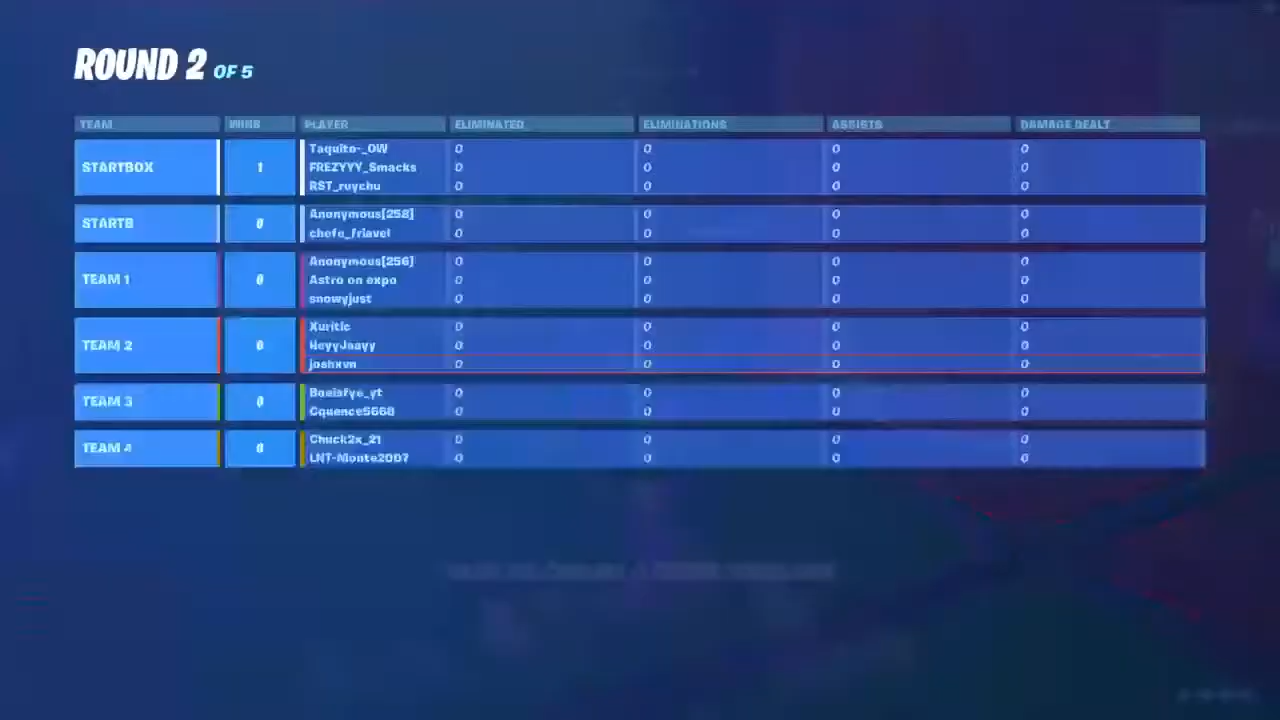 ROUND 2 OF 5
TEAM WINS PLAYER ELIMINATED ELIMINATIONS ASSISTS DAMAGE DEALT
STARTBOX 1
Taquito-_OW 0 0 0 0
FREZYYY_Smacks 0 0 0 0
RST_ruychu 0 0 0 0
STARTB 0
Anonymous[258] 0 0 0 0
chefo_friavel 0 0 0 0
TEAM 1 0
Anonymous[256] 0 0 0 0
Astro on expo 0 0 0 0
snowyjust 0 0 0 0
TEAM 2 0
Xuritic 0 0 0 0
HeyyJaayy 0 0 0 0
joshxvn 0 0 0 0
TEAM 3 0
Baeisfye_yt 0 0 0 0
Cquence5668 0 0 0 0
TEAM 4 0
Chuck2x_21 0 0 0 0
LNT-Monte2007 0 0 0 0